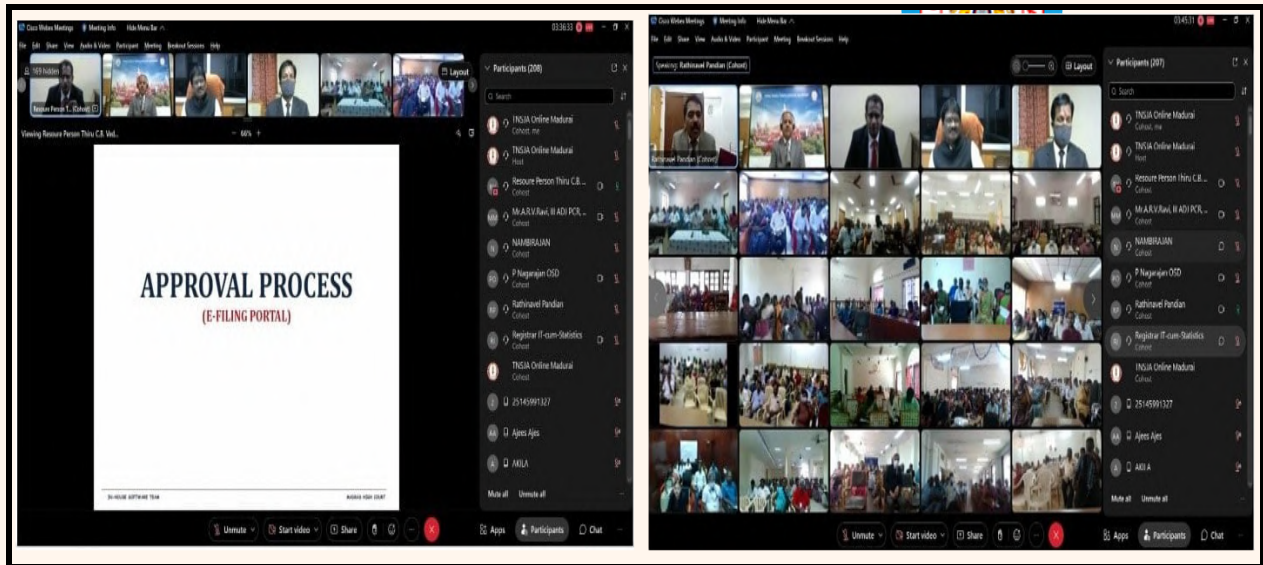 Cisco Webex Meetings Meeting Info Hide Menu Bar
03:36:33
File Edit Share View Audio & Video Participant Meeting Breakout Sessions Help
169 hidden
Layout
Resoure Person T... (Cohost)
Viewing Resoure Person Thiru C.B. Ved...
66%
APPROVAL PROCESS
(E-FILING PORTAL)
IN-HOUSE SOFTWARE TEAM
MADRAS HIGH COURT
Participants (208)
Search
TNSJA Online Madurai
Cohost, me
TNSJA Online Madurai
Host
Resoure Person Thiru C.B. ...
Cohost
Mr.A.R.V.Ravi, III ADJ PCR, ...
Cohost
NAMBIRAJAN
Cohost
P Nagarajan OSD
Cohost
Rathinavel Pandian
Cohost
Registrar IT-cum-Statistics
Cohost
TNSJA Online Madurai
Cohost
25145991327
Ajees Ajes
AKILA
Mute all Unmute all
Unmute Start video Share
Apps Participants Chat
Cisco Webex Meetings Meeting Info Hide Menu Bar
03:45:31
File Edit Share View Audio & Video Participant Meeting Breakout Sessions Help
Speaking: Rathinavel Pandian (Cohost)
Layout
Rathinavel Pandian (Cohost)
Participants (207)
Search
TNSJA Online Madurai
Cohost, me
TNSJA Online Madurai
Host
Resoure Person Thiru C.B. ...
Cohost
Mr.A.R.V.Ravi, III ADJ PCR, ...
Cohost
NAMBIRAJAN
Cohost
P Nagarajan OSD
Cohost
Rathinavel Pandian
Cohost
Registrar IT-cum-Statistics
Cohost
TNSJA Online Madurai
Cohost
25145991327
Ajees Ajes
AKILA
Mute all Unmute all
Unmute Start video Share
Apps Participants Chat